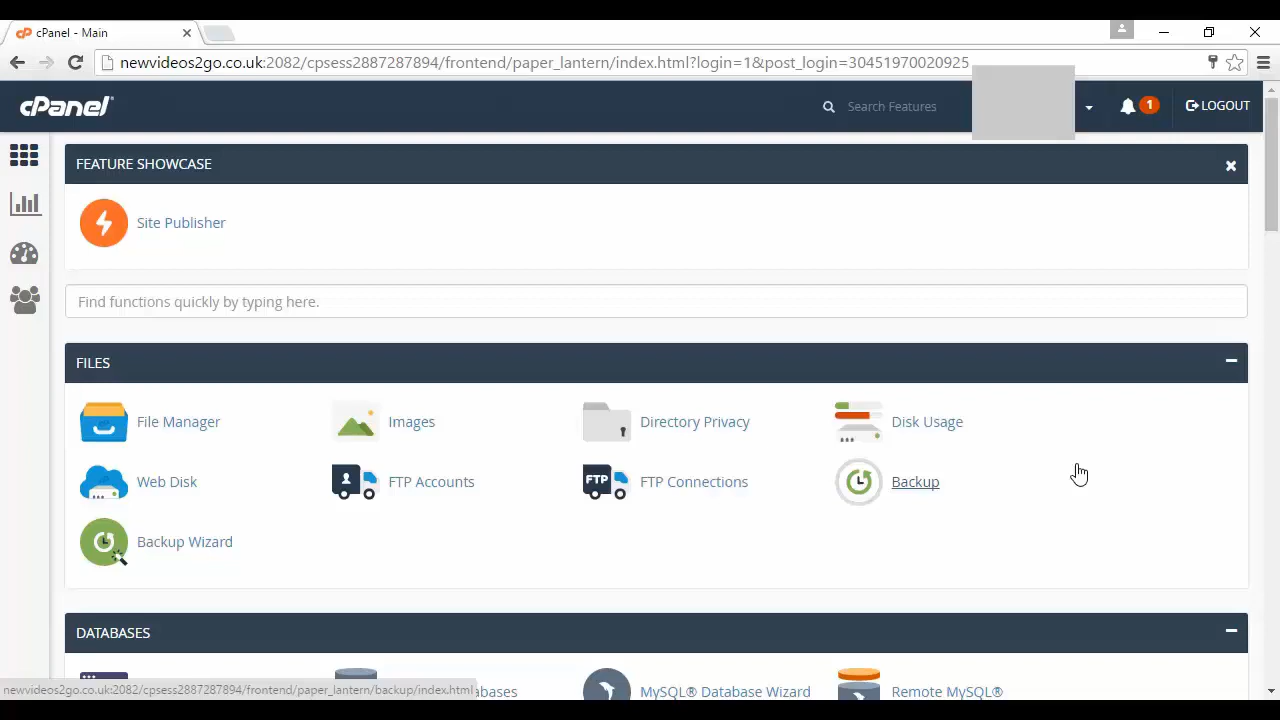 cPanel - Main
newvideos2go.co.uk:2082/cpsess2887287894/frontend/paper_lantern/index.html?login=1&post_login=30451970020925
cPanel®
Search Features
1
LOGOUT
FEATURE SHOWCASE
Site Publisher
Find functions quickly by typing here.
FILES
File Manager
Images
Directory Privacy
Disk Usage
Web Disk
FTP Accounts
FTP
FTP Connections
Backup
Backup Wizard
DATABASES
MySQL® Database Wizard
Remote MySQL®
newvideos2go.co.uk:2082/cpsess2887287894/frontend/paper_lantern/backup/index.html